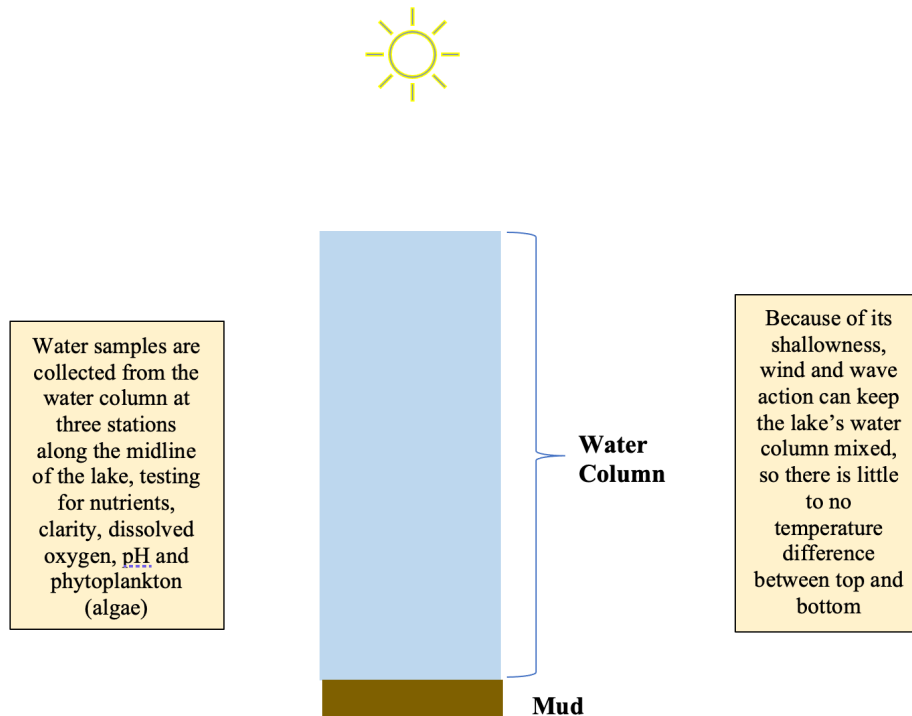 Water samples are
collected from the
water column at
three stations
along the midline
of the lake, testing
for nutrients,
clarity, dissolved
oxygen, pH and
phytoplankton
(algae)
Water
Column
Because of its
shallowness,
wind and wave
action can keep
the lake’s water
column mixed,
so there is little
to no
temperature
difference
between top and
bottom
Mud